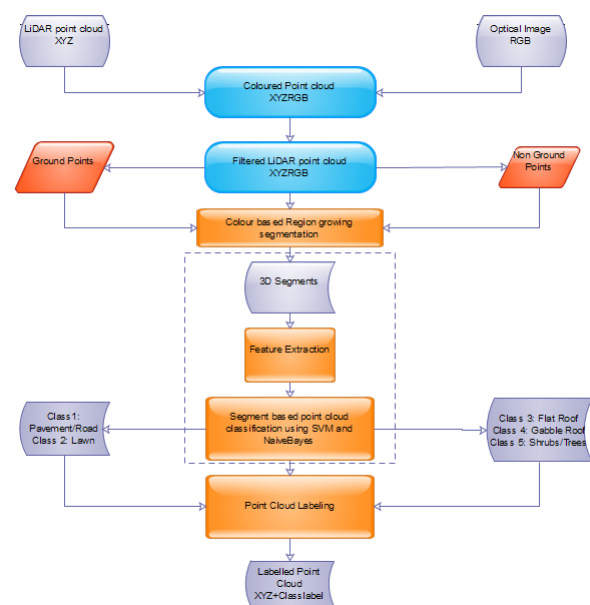 LiDAR point cloud
XYZ
Optical Image
RGB
Coloured Point cloud
XYZRGB
Ground Points
Filtered LiDAR point cloud
XYZRGB
Non Ground
Points
Colour based Region growing
segmentation
3D Segments
Feature Extraction
Class1:
Pavement/Road
Class 2: Lawn
Segment based point cloud
classification using SVM and
NaiveBayes
Class 3: Flat Roof
Class 4: Gabble Roof
Class 5: Shrubs/Trees
Point Cloud Labeling
Labelled Point
Cloud
XYZ+Classlabel